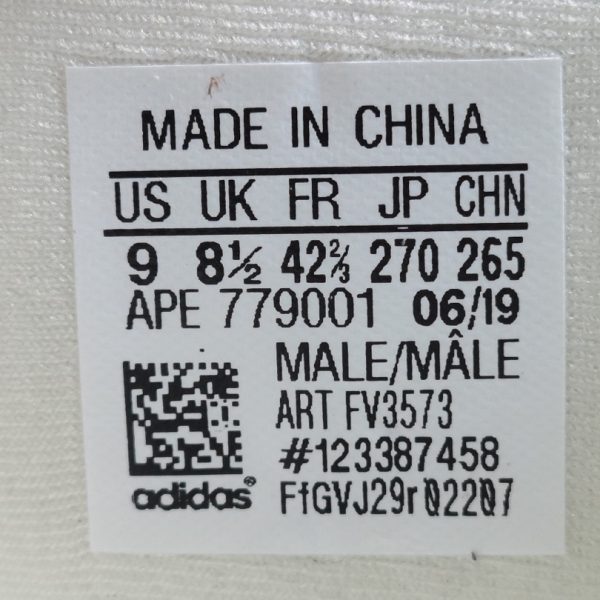 MADE IN CHINA
US UK FR JP CHN
9 8½ 42⅔ 270 265
APE 779001 06/19
MALE/MÂLE
ART FV3573
#123387458
adidas® FfGVJ29r02207